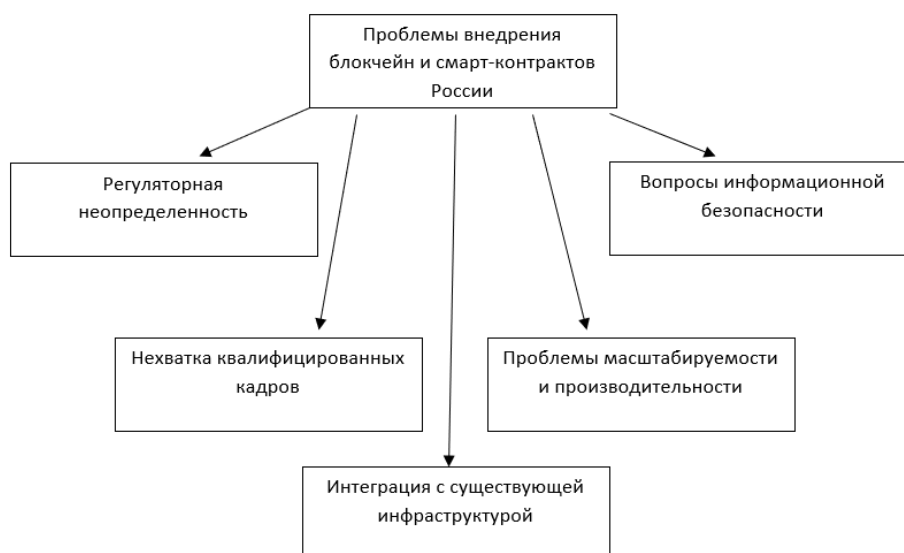 Проблемы внедрения
блокчейн и смарт-контрактов
России
Регуляторная
неопределенность
Вопросы информационной
безопасности
Нехватка квалифицированных
кадров
Проблемы масштабируемости
и производительности
Интеграция с существующей
инфраструктурой